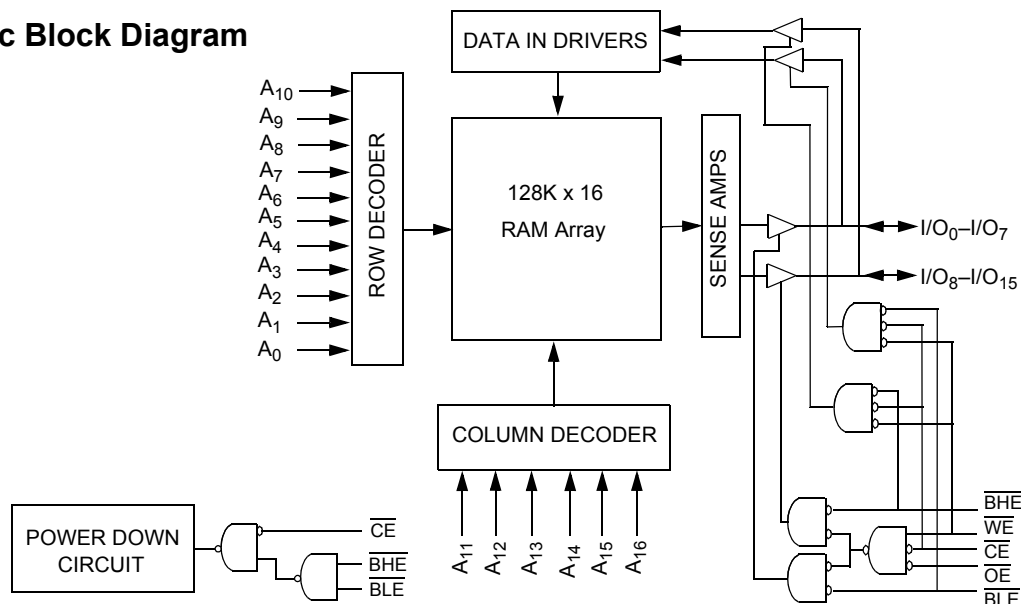 c Block Diagram
DATA IN DRIVERS
A10
A9
A8
A7
A6
A5
A4
A3
A2
A1
A0
ROW DECODER
128K x 16
RAM Array
SENSE AMPS
I/O0–I/O7
I/O8–I/O15
COLUMN DECODER
A11
A12
A13
A14
A15
A16
POWER DOWN
CIRCUIT
CE
BHE
BLE
BHE
WE
CE
OE
BLE